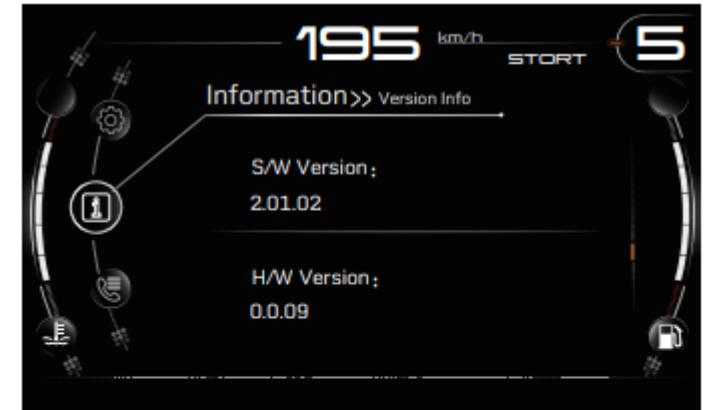 195 km/h
STORT
5
Information>> Version Info
S/W Version:
2.01.02
H/W Version:
0.0.09